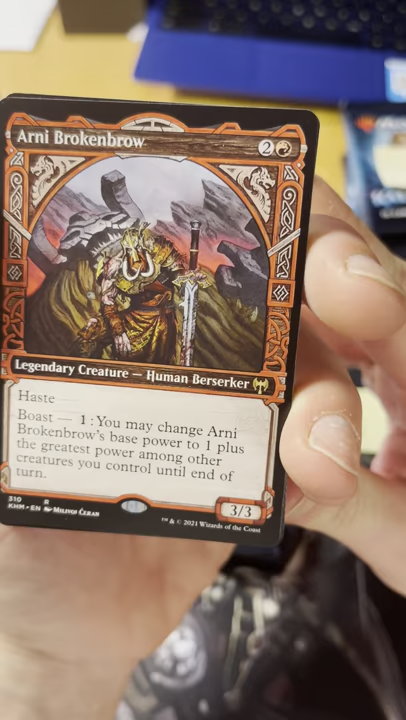 Arni Brokenbrow 2
Legendary Creature — Human Berserker
Haste
Boast — 1:You may change Arni
Brokenbrow's base power to 1 plus
the greatest power among other
creatures you control until end of
turn.
3/3
310 R
KHM • EN Milivoj Ćeran
™ & © 2021 Wizards of the Coast